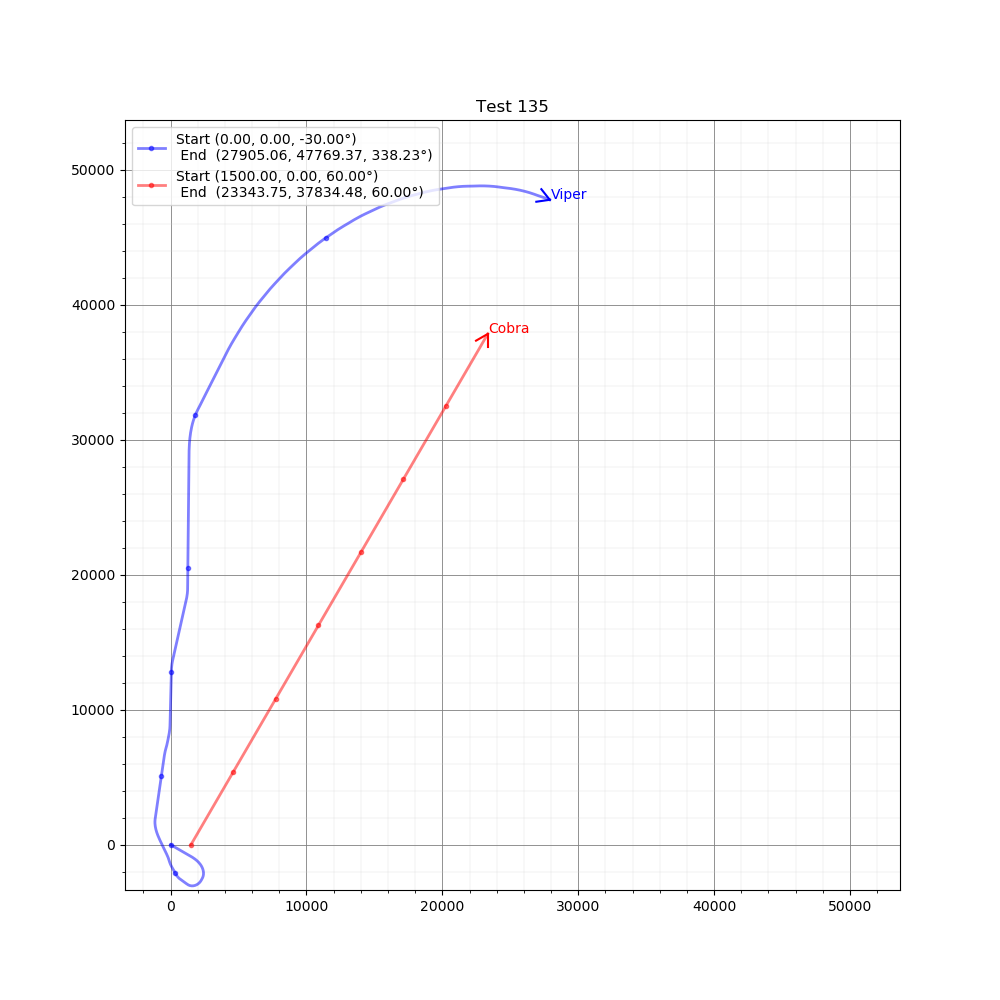 Test 135
Start (0.00, 0.00, -30.00°)
End (27905.06, 47769.37, 338.23°)
Start (1500.00, 0.00, 60.00°)
End (23343.75, 37834.48, 60.00°)
50000
Viper
40000
Cobra
30000
20000
10000
0
0 10000 20000 30000 40000 50000